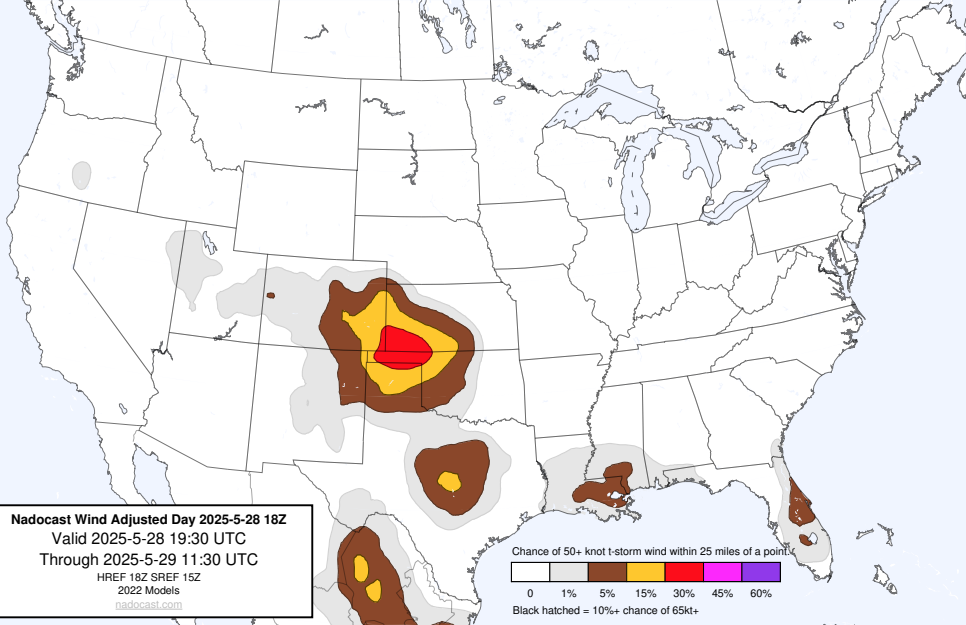 Nadocast Wind Adjusted Day 2025-5-28 18Z
Valid 2025-5-28 19:30 UTC
Through 2025-5-29 11:30 UTC
HREF 18Z SREF 15Z
2022 Models
nadocast.com
Chance of 50+ knot t-storm wind within 25 miles of a point.
0 1% 5% 15% 30% 45% 60%
Black hatched = 10%+ chance of 65kt+